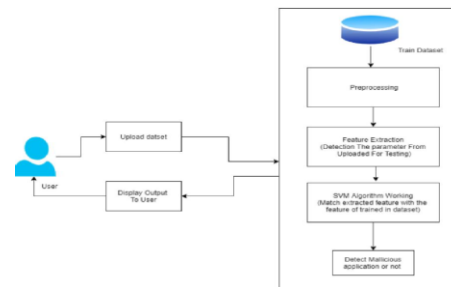 Train Dataset
Preprocessing
Upload datset
Feature Extraction
(Detection The parameter From
Uploaded For Testing)
User
Display Output
To User
SVM Algorithm Working
(Match extracted feature with the
feature of trained in dataset)
Detect Malicious
application or not